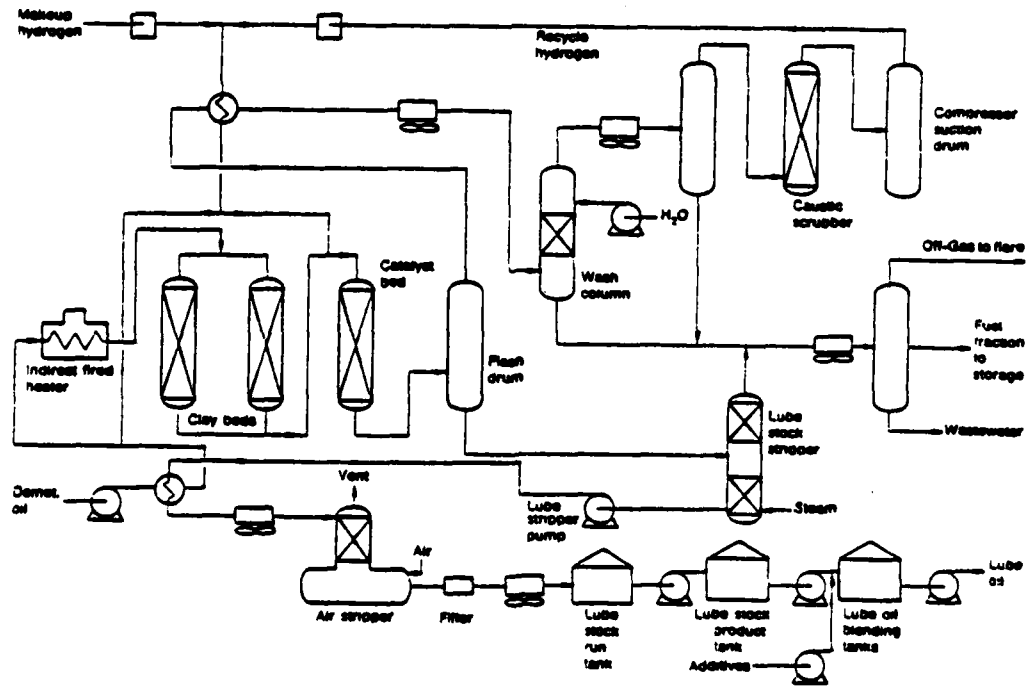 Makeup
hydrogen
Recycle
hydrogen
Compressor
suction
drum
Caustic
scrubber
H2O
Wash
column
Catalyst
bed
Off-Gas to flare
Fuel
fraction
to
storage
Flash
drum
Indirect fired
heater
Clay beds
Lube
stock
stripper
Wastewater
Vent
Demet.
oil
Lube
stripper
pump
Steam
Air
Lube
oil
Air stripper
Filter
Lube
stock
run
tank
Lube stock
product
tank
Lube oil
blending
tanks
Additives